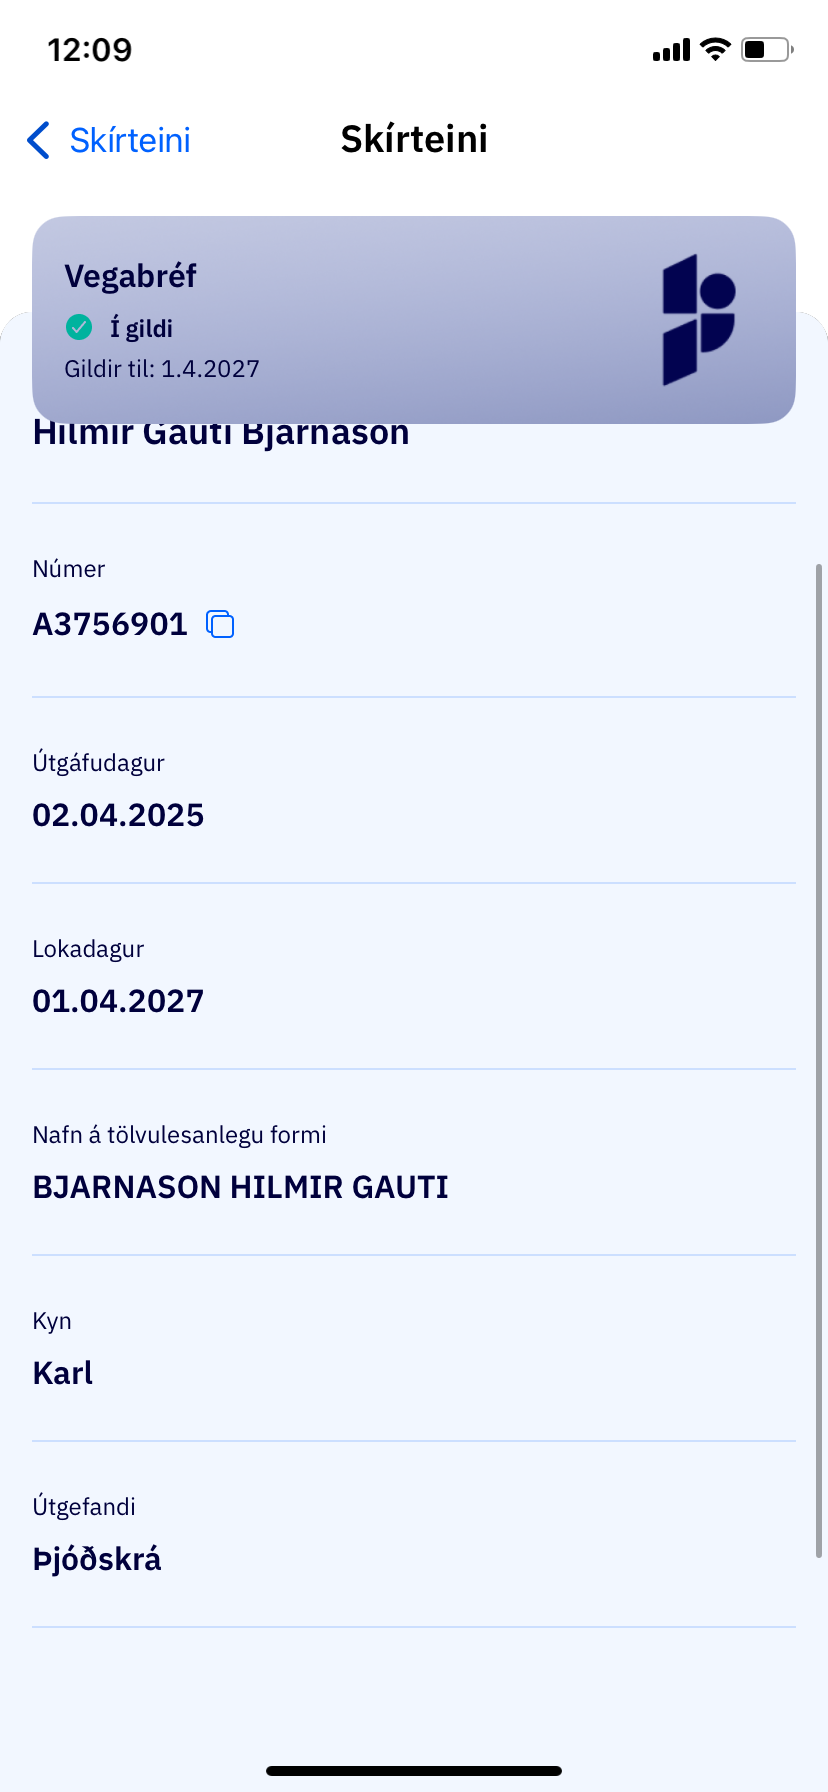 12:09
Skírteini
Skírteini
Vegabréf
Í gildi
Gildir til: 1.4.2027
Hilmir Gauti Bjarnason
Númer
A3756901
Útgáfudagur
02.04.2025
Lokadagur
01.04.2027
Nafn á tölvulesanlegu formi
BJARNASON HILMIR GAUTI
Kyn
Karl
Útgefandi
Þjóðskrá